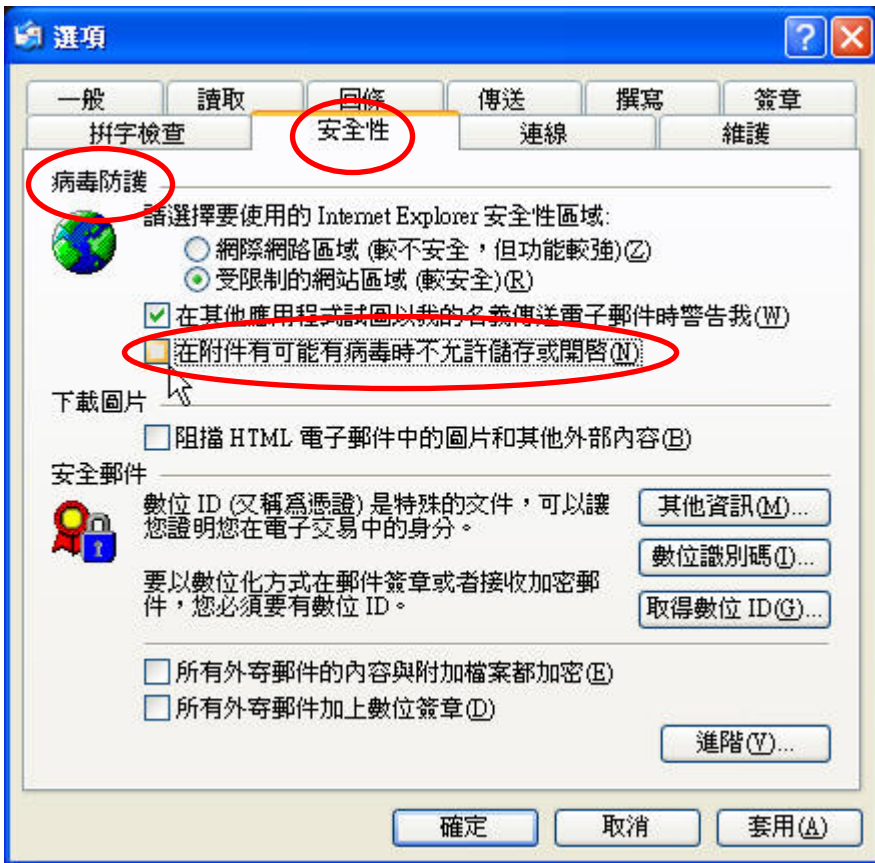 選項
一般 讀取 回條 傳送 撰寫 簽章
拼字檢查 安全性 連線 維護
病毒防護
請選擇要使用的 Internet Explorer 安全性區域:
網際網路區域 (較不安全，但功能較強)(Z)
受限制的網站區域 (較安全)(R)
在其他應用程式試圖以我的名義傳送電子郵件時警告我(W)
在附件有可能有病毒時不允許儲存或開啓(N)
下載圖片
阻擋 HTML 電子郵件中的圖片和其他外部內容(B)
安全郵件
數位 ID (又稱爲憑證) 是特殊的文件，可以讓
您證明您在電子交易中的身分。
其他資訊(M)...
數位識別碼(I)...
要以數位化方式在郵件簽章或者接收加密郵
件，您必須要有數位 ID。
取得數位 ID(G)...
所有外寄郵件的內容與附加檔案都加密(E)
所有外寄郵件加上數位簽章(D)
進階(V)...
確定 取消 套用(A)